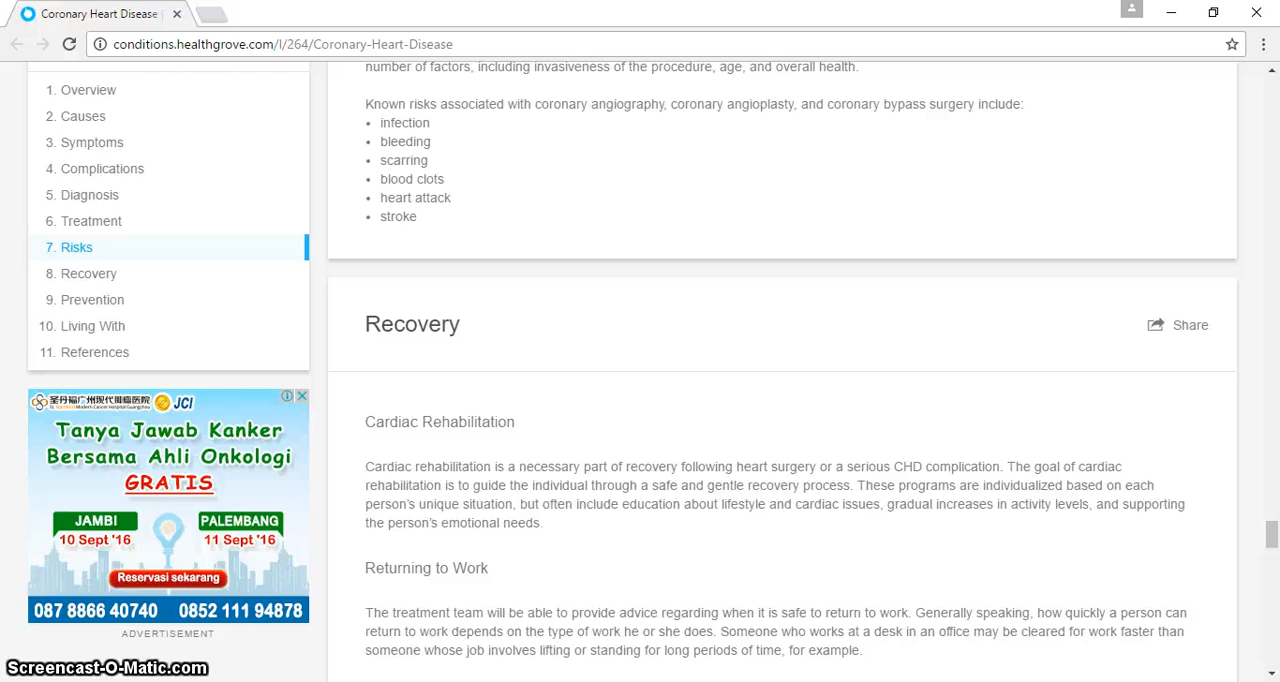 Coronary Heart Disease
conditions.healthgrove.com/l/264/Coronary-Heart-Disease
1. Overview
2. Causes
3. Symptoms
4. Complications
5. Diagnosis
6. Treatment
7. Risks
8. Recovery
9. Prevention
10. Living With
11. References
JCI
Tanya Jawab Kanker
Bersama Ahli Onkologi
GRATIS
JAMBI
10 Sept '16
PALEMBANG
11 Sept '16
Reservasi sekarang
087 8866 40740 0852 111 94878
ADVERTISEMENT
number of factors, including invasiveness of the procedure, age, and overall health.
Known risks associated with coronary angiography, coronary angioplasty, and coronary bypass surgery include:
• infection
• bleeding
• scarring
• blood clots
• heart attack
• stroke
Recovery
Share
Cardiac Rehabilitation
Cardiac rehabilitation is a necessary part of recovery following heart surgery or a serious CHD complication. The goal of cardiac
rehabilitation is to guide the individual through a safe and gentle recovery process. These programs are individualized based on each
person's unique situation, but often include education about lifestyle and cardiac issues, gradual increases in activity levels, and supporting
the person's emotional needs.
Returning to Work
The treatment team will be able to provide advice regarding when it is safe to return to work. Generally speaking, how quickly a person can
return to work depends on the type of work he or she does. Someone who works at a desk in an office may be cleared for work faster than
someone whose job involves lifting or standing for long periods of time, for example.
Screencast-O-Matic.com